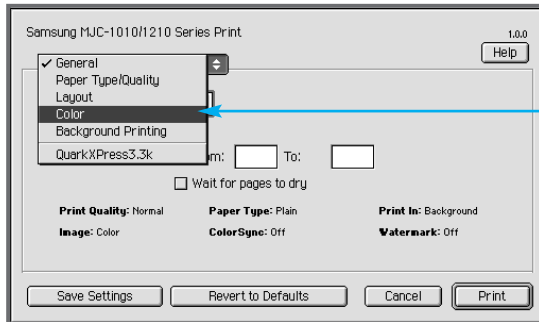 Samsung MJC-1010/1210 Series Print
1.0.0
Help
✓ General
Paper Type/Quality
Layout
Color
Background Printing
QuarkXPress3.3k
To:
Wait for pages to dry
Print Quality: Normal Paper Type: Plain Print In: Background
Image: Color ColorSync: Off Watermark: Off
Save Settings Revert to Defaults Cancel Print